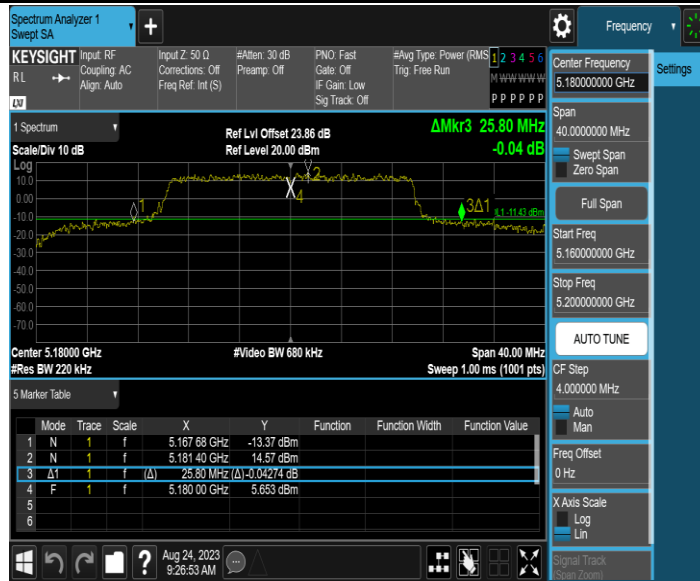 Spectrum Analyzer 1
Swept SA
+
Frequency
KEYSIGHT
RL
LXI
Input: RF
Coupling: AC
Align: Auto
Input Z: 50 Ω
Corrections: Off
Freq Ref: Int (S)
#Atten: 30 dB
Preamp: Off
PNO: Fast
Gate: Off
IF Gain: Low
Sig Track: Off
#Avg Type: Power (RMS
Trig: Free Run
1 2 3 4 5 6
M W W W W W
P P P P P P
1 Spectrum
Scale/Div 10 dB
Ref Lvl Offset 23.86 dB
Ref Level 20.00 dBm
ΔMkr3 25.80 MHz
-0.04 dB
Log
10.0
0.00
-10.0
-20.0
-30.0
-40.0
-50.0
-60.0
-70.0
1
2
4
3Δ1
DL1 -11.43 dBm
Center 5.18000 GHz
#Video BW 680 kHz
Span 40.00 MHz
#Res BW 220 kHz
Sweep 1.00 ms (1001 pts)
5 Marker Table
Mode Trace Scale X Y Function Function Width Function Value
1 N 1 f 5.167 68 GHz -13.37 dBm
2 N 1 f 5.181 40 GHz 14.57 dBm
3 Δ1 1 f (Δ) 25.80 MHz (Δ) -0.04274 dB
4 F 1 f 5.180 00 GHz 5.653 dBm
5
6
?
Aug 24, 2023
9:26:53 AM
Center Frequency
5.180000000 GHz
Settings
Span
40.0000000 MHz
Swept Span
Zero Span
Full Span
Start Freq
5.160000000 GHz
Stop Freq
5.200000000 GHz
AUTO TUNE
CF Step
4.000000 MHz
Auto
Man
Freq Offset
0 Hz
X Axis Scale
Log
Lin
Signal Track
(Span Zoom)